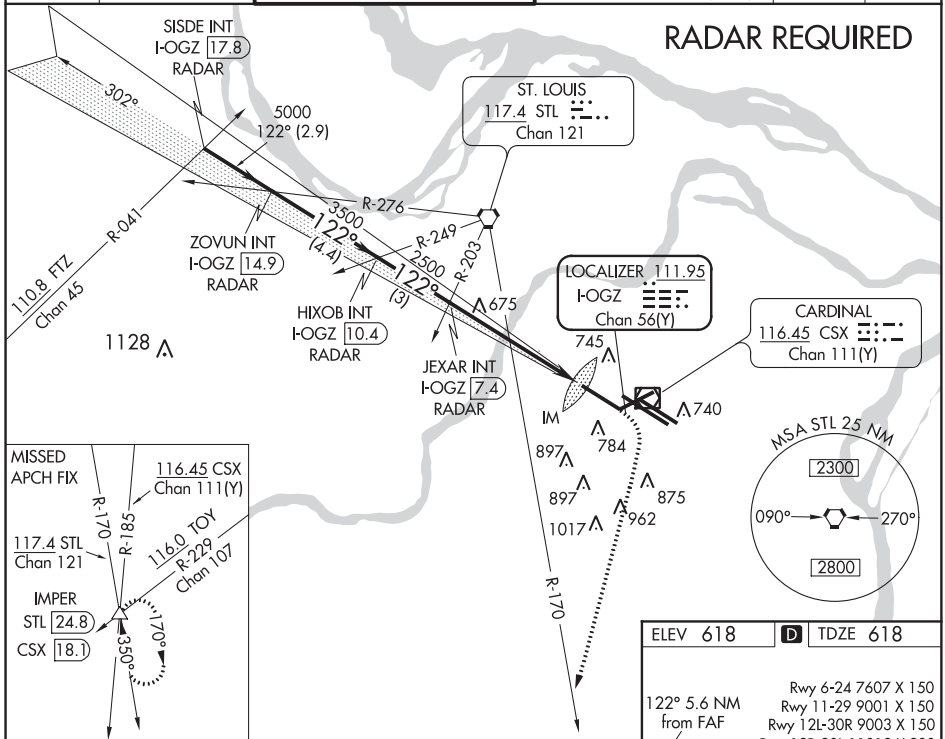 SISDE INT
I-OGZ 17.8
RADAR
RADAR REQUIRED
302°
5000
122° (2.9)
ST. LOUIS
117.4 STL
Chan 121
R-041
R-276
3500
122°
(4.4)
R-249
2500
122°
(3)
R-203
ZOVUN INT
I-OGZ 14.9
RADAR
110.8 FTZ
Chan 45
HIXOB INT
I-OGZ 10.4
RADAR
675
LOCALIZER 111.95
I-OGZ
Chan 56(Y)
CARDINAL
116.45 CSX
Chan 111(Y)
1128
JEXAR INT
I-OGZ 7.4
RADAR
745
IM
740
784
897
897
875
962
1017
MSA STL 25 NM
2300
090°
270°
2800
MISSED
APCH FIX
116.45 CSX
Chan 111(Y)
R-170
R-185
117.4 STL
Chan 121
116.0 TOY
R-229
Chan 107
IMPER
STL 24.8
CSX 18.1
170°
350°
R-170
ELEV 618 D TDZE 618
122° 5.6 NM
from FAF
Rwy 6-24 7607 X 150
Rwy 11-29 9001 X 150
Rwy 12L-30R 9003 X 150